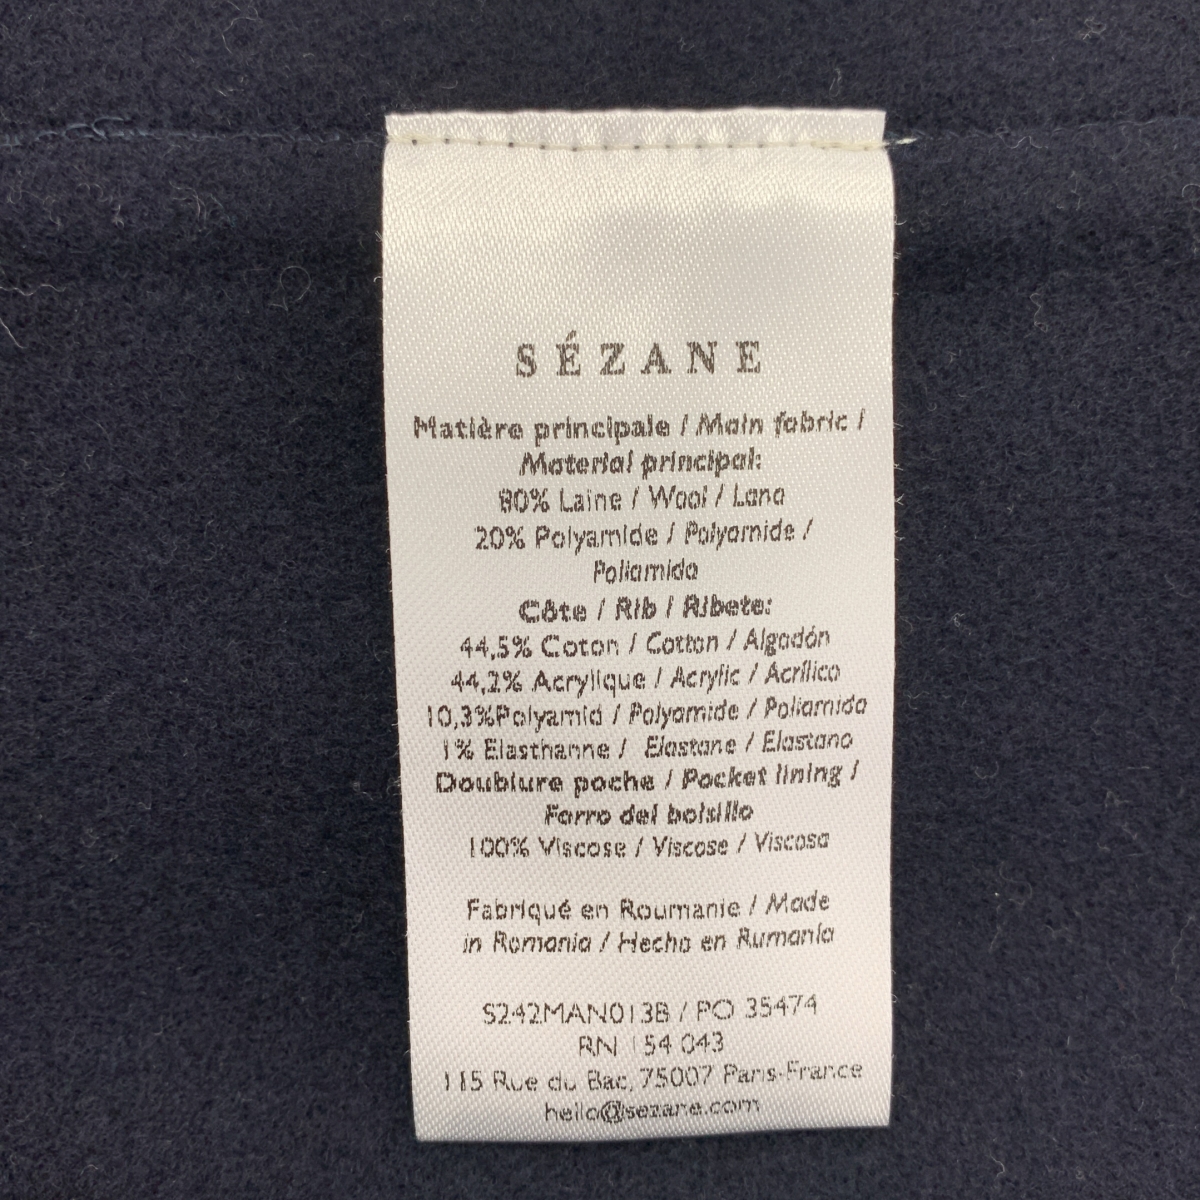 SÉZANE
Matière principale / Main fabric /
Material principal:
80% Laine / Wool / Lana
20% Polyamide / Polyamide /
Poliamida
Côte / Rib / Ribete:
44,5% Coton / Cotton / Algodón
44,2% Acrylique / Acrylic / Acrílico
10,3%Polyamid / Polyamide / Poliamida
1% Elasthanne / Elastane / Elastano
Doublure poche / Pocket lining /
Forro del bolsillo
100% Viscose / Viscose / Viscosa
Fabriqué en Roumanie / Made
in Romania / Hecho en Rumanía
S242MAN013B / PO 35474
RN 154 043
115 Rue du Bac, 75007 Paris-France
hello@sezane.com